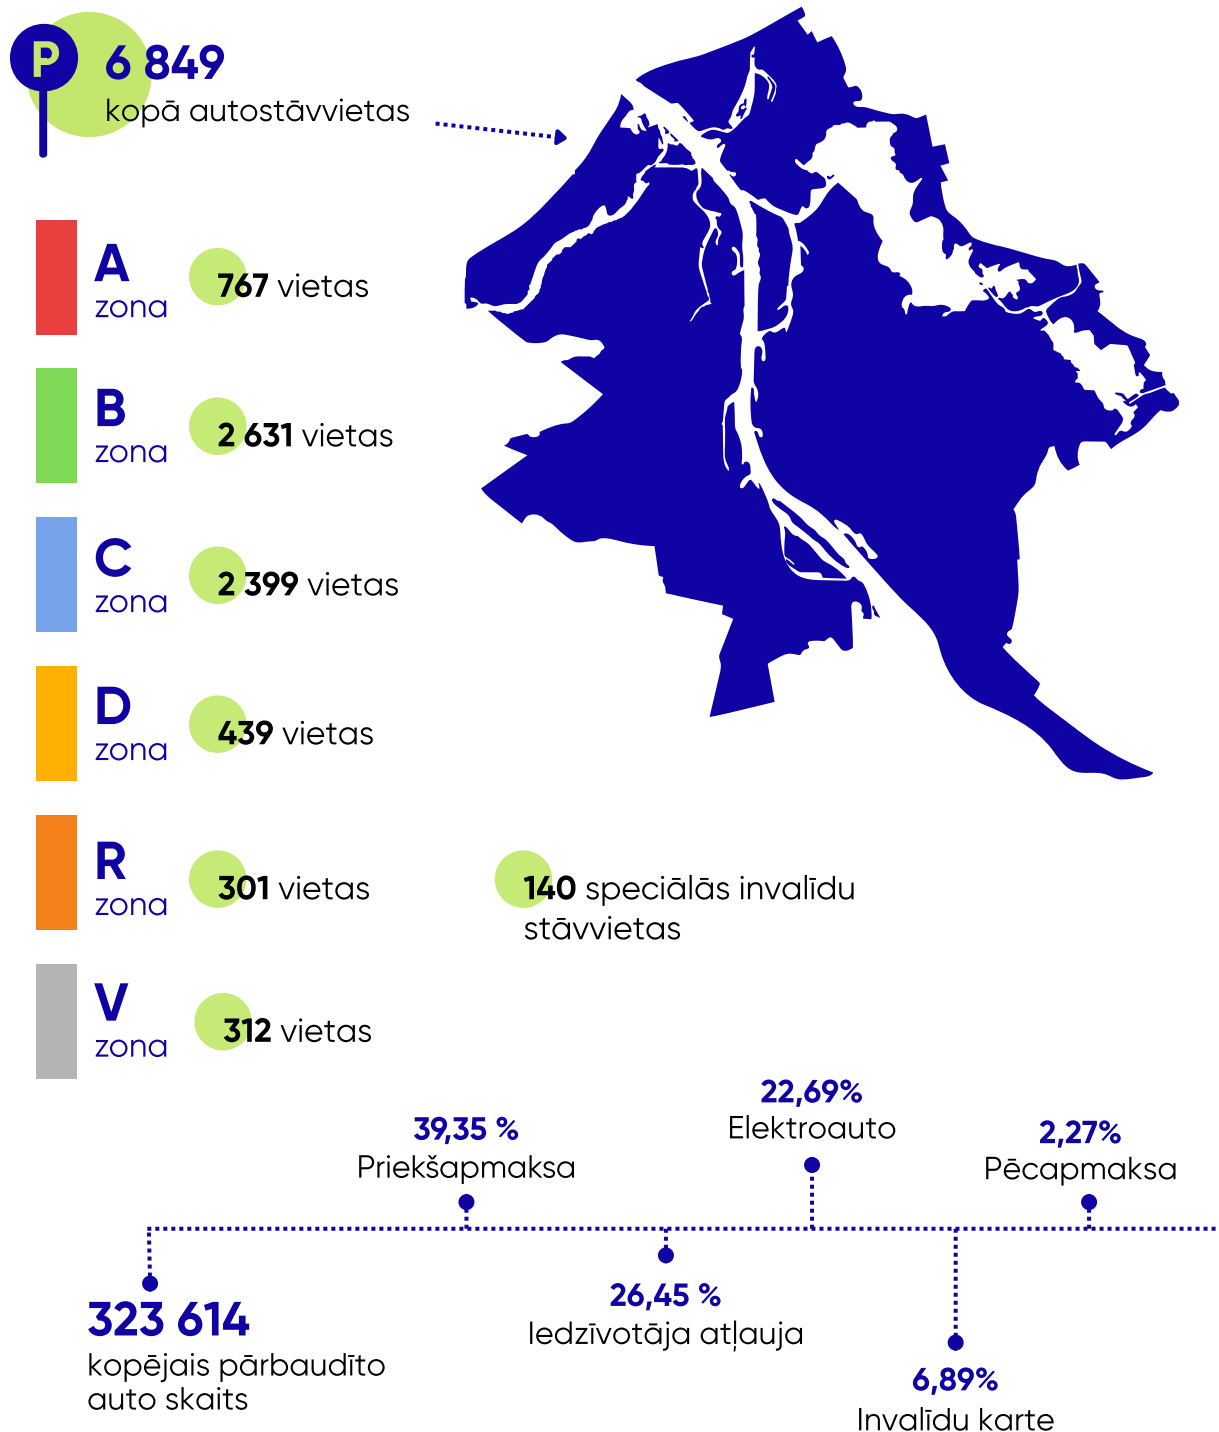 P
6 849
kopā autostāvvietas
A
zona
767 vietas
B
zona
2 631 vietas
C
zona
2 399 vietas
D
zona
439 vietas
R
zona
301 vietas
140 speciālās invalīdu
stāvvietas
V
zona
312 vietas
39,35 %
Priekšapmaksa
22,69%
Elektroauto
2,27%
Pēcapmaksa
323 614
kopējais pārbaudīto
auto skaits
26,45 %
Iedzīvotāja atļauja
6,89%
Invalīdu karte